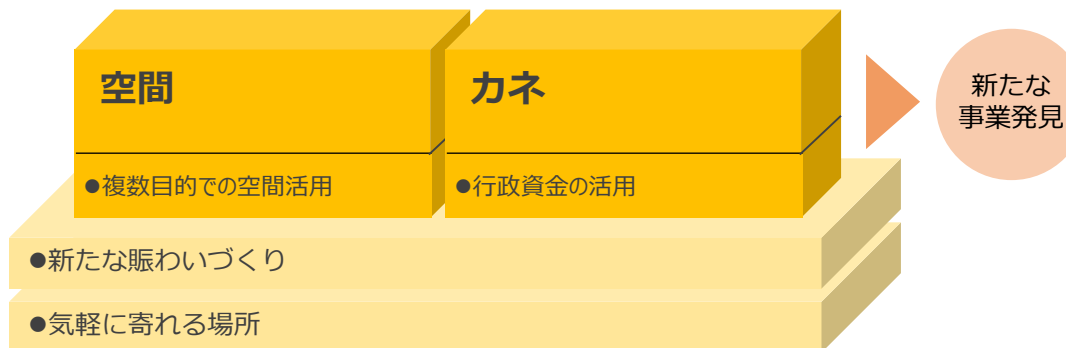 空間
カネ
●複数目的での空間活用
●行政資金の活用
新たな
事業発見
●新たな賑わいづくり
●気軽に寄れる場所